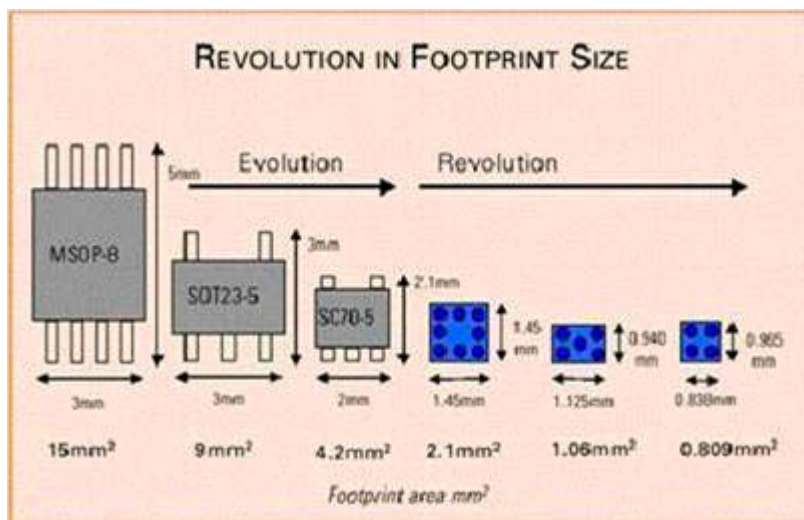 REVOLUTION IN FOOTPRINT SIZE
Evolution
Revolution
5mm
MSOP-8
3mm
SOT23-5
2.1mm
SC70-5
1.45
mm
0.940
mm
0.965
mm
3mm
3mm
2mm
1.45mm
1.125mm
0.838mm
15mm²
9mm²
4.2mm²
2.1mm²
1.06mm²
0.809mm²
Footprint area mm²